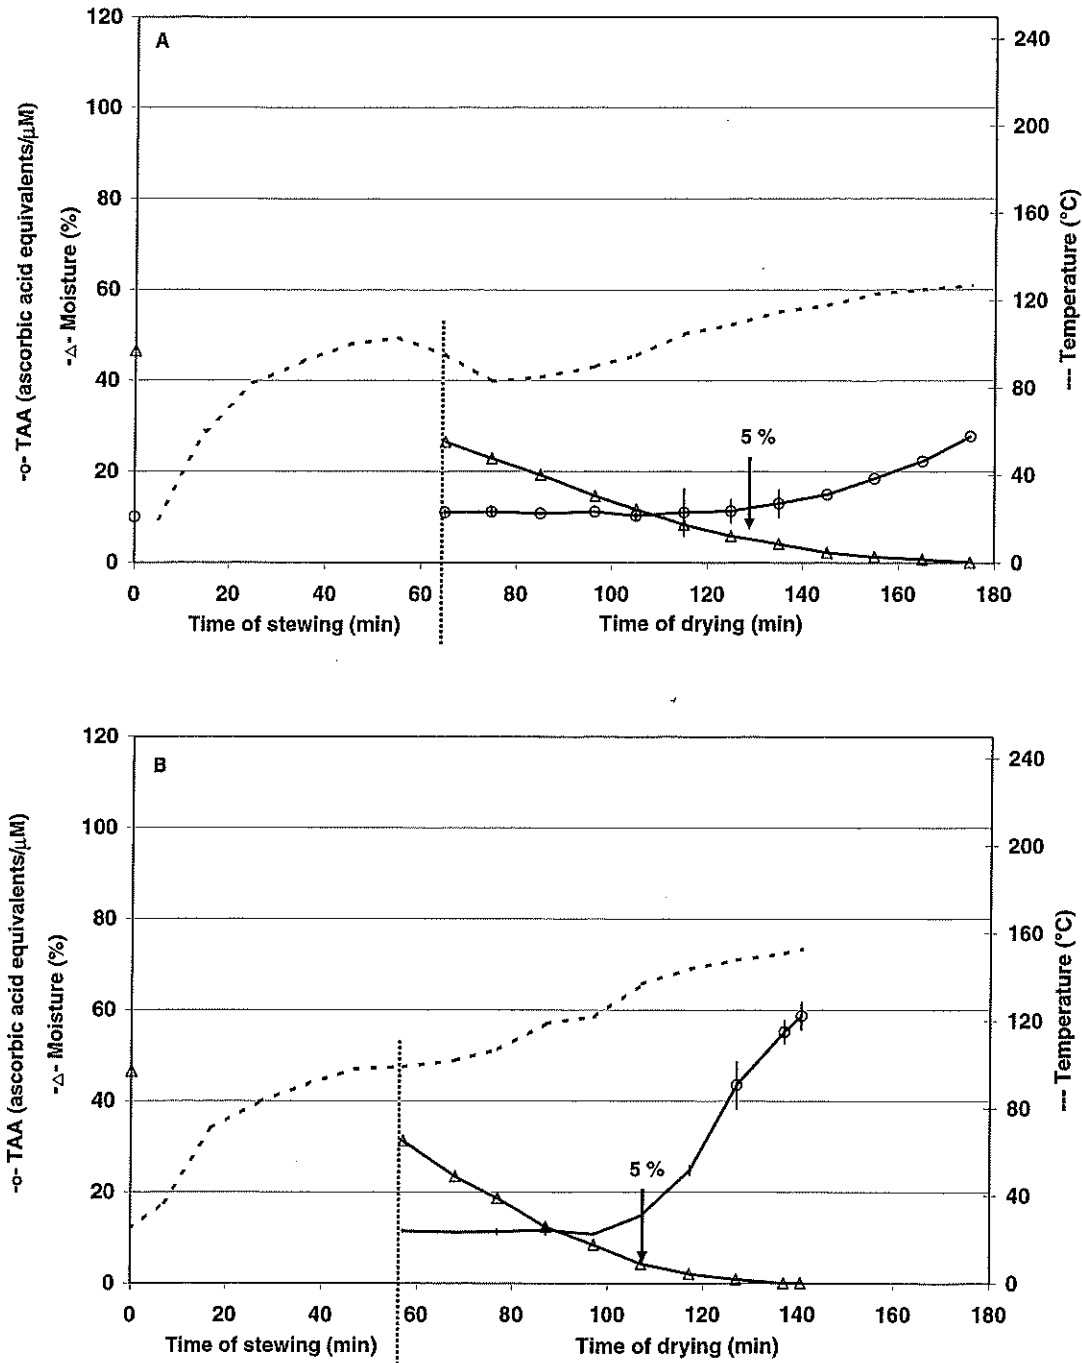 A
120
100
80
60
40
20
0
240
200
160
120
80
40
0
-o- TAA (ascorbic acid equivalents/µM)
-Δ- Moisture (%)
--- Temperature (°C)
5 %
0 20 40 60 80 100 120 140 160 180
Time of stewing (min) Time of drying (min)
B
120
100
80
60
40
20
0
240
200
160
120
80
40
0
-o- TAA (ascorbic acid equivalents/µM)
-Δ- Moisture (%)
--- Temperature (°C)
5 %
0 20 40 60 80 100 120 140 160 180
Time of stewing (min) Time of drying (min)